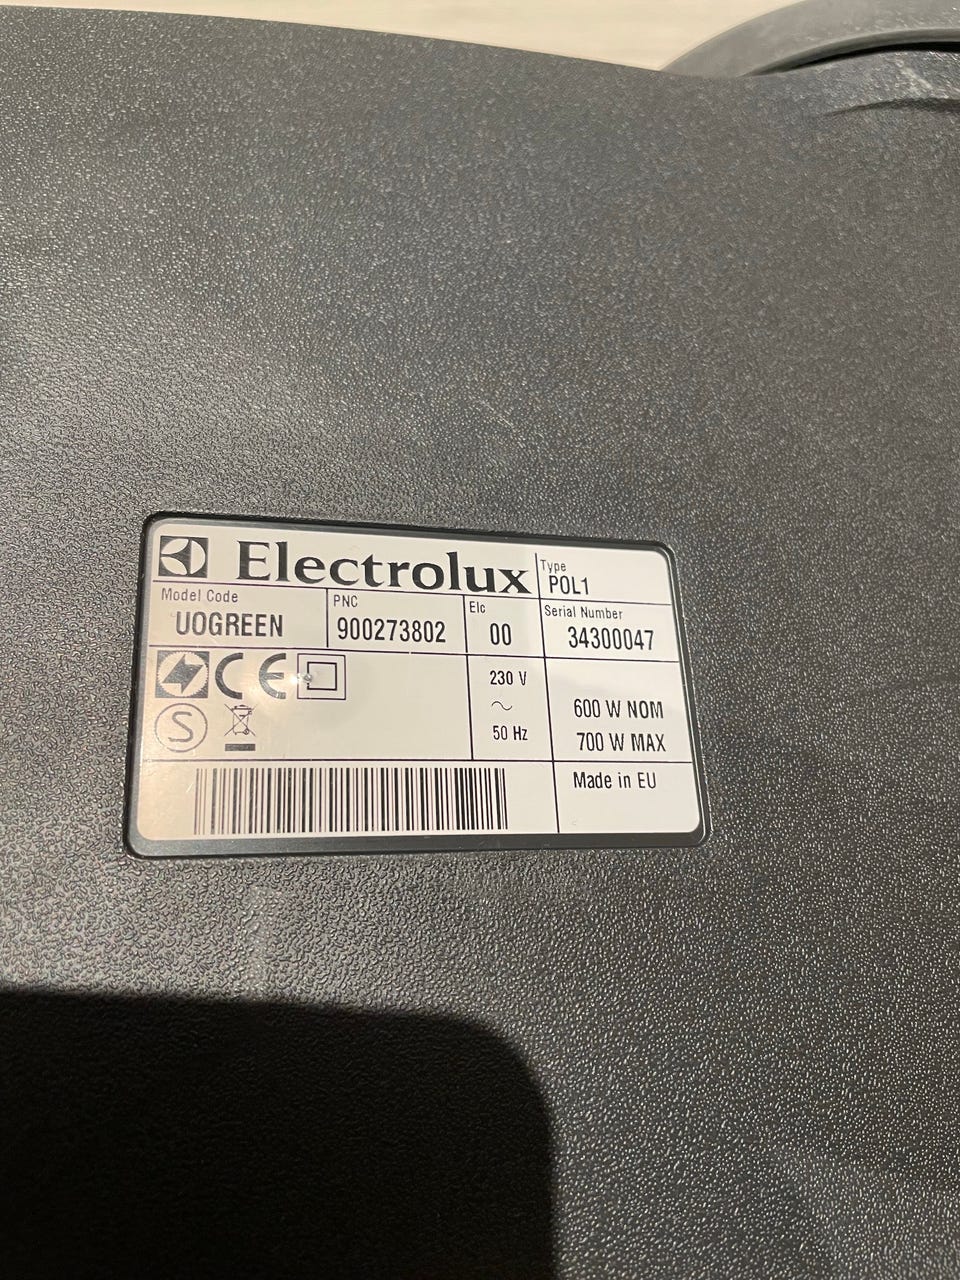 Electrolux
Type
POL1
Model Code
UOGREEN
PNC
900273802
Elc
00
Serial Number
34300047
CE
S
230 V
~
50 Hz
600 W NOM
700 W MAX
Made in EU